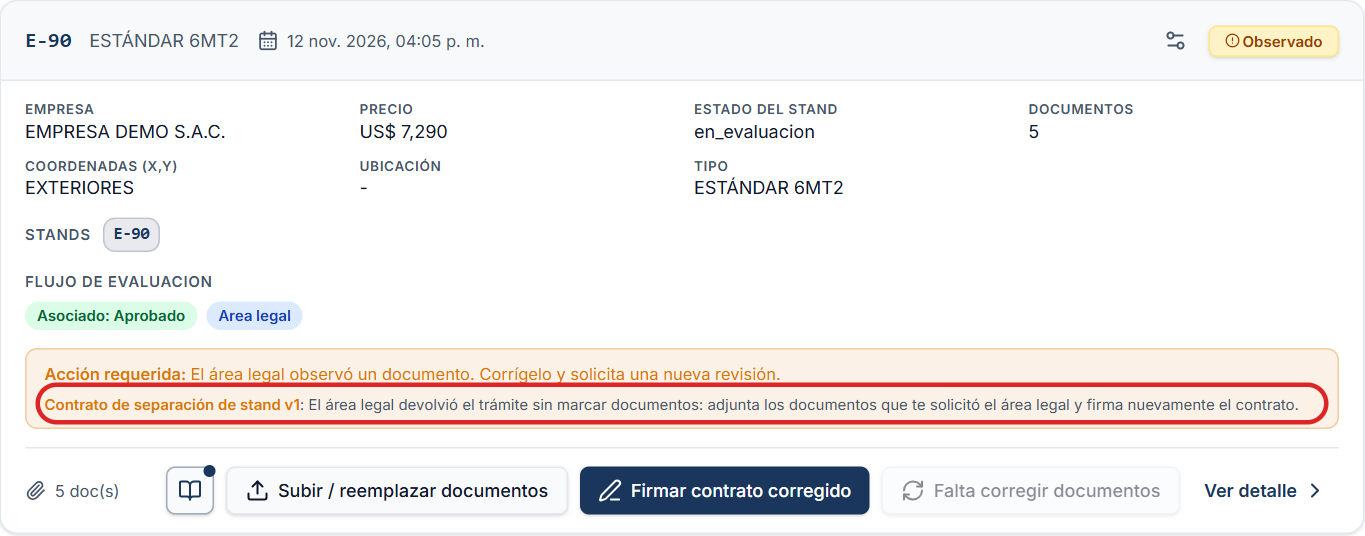 E-90 ESTÁNDAR 6MT2 12 nov. 2026, 04:05 p. m. Observado
EMPRESA PRECIO ESTADO DEL STAND DOCUMENTOS
EMPRESA DEMO S.A.C. US$ 7,290 en_evaluacion 5
COORDENADAS (X,Y) UBICACIÓN TIPO
EXTERIORES - ESTÁNDAR 6MT2
STANDS E-90
FLUJO DE EVALUACION
Asociado: Aprobado Area legal
Acción requerida: El área legal observó un documento. Corrígelo y solicita una nueva revisión.
Contrato de separación de stand v1: El área legal devolvió el trámite sin marcar documentos: adjunta los documentos que te solicitó el área legal y firma nuevamente el contrato.
5 doc(s) Subir / reemplazar documentos Firmar contrato corregido Falta corregir documentos Ver detalle